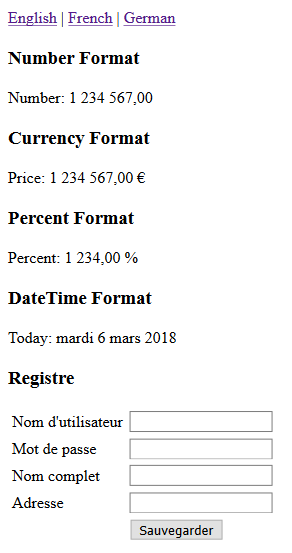 English | French | German
Number Format
Number: 1 234 567,00
Currency Format
Price: 1 234 567,00 €
Percent Format
Percent: 1 234,00 %
DateTime Format
Today: mardi 6 mars 2018
Registre
Nom d'utilisateur
Mot de passe
Nom complet
Adresse
Sauvegarder